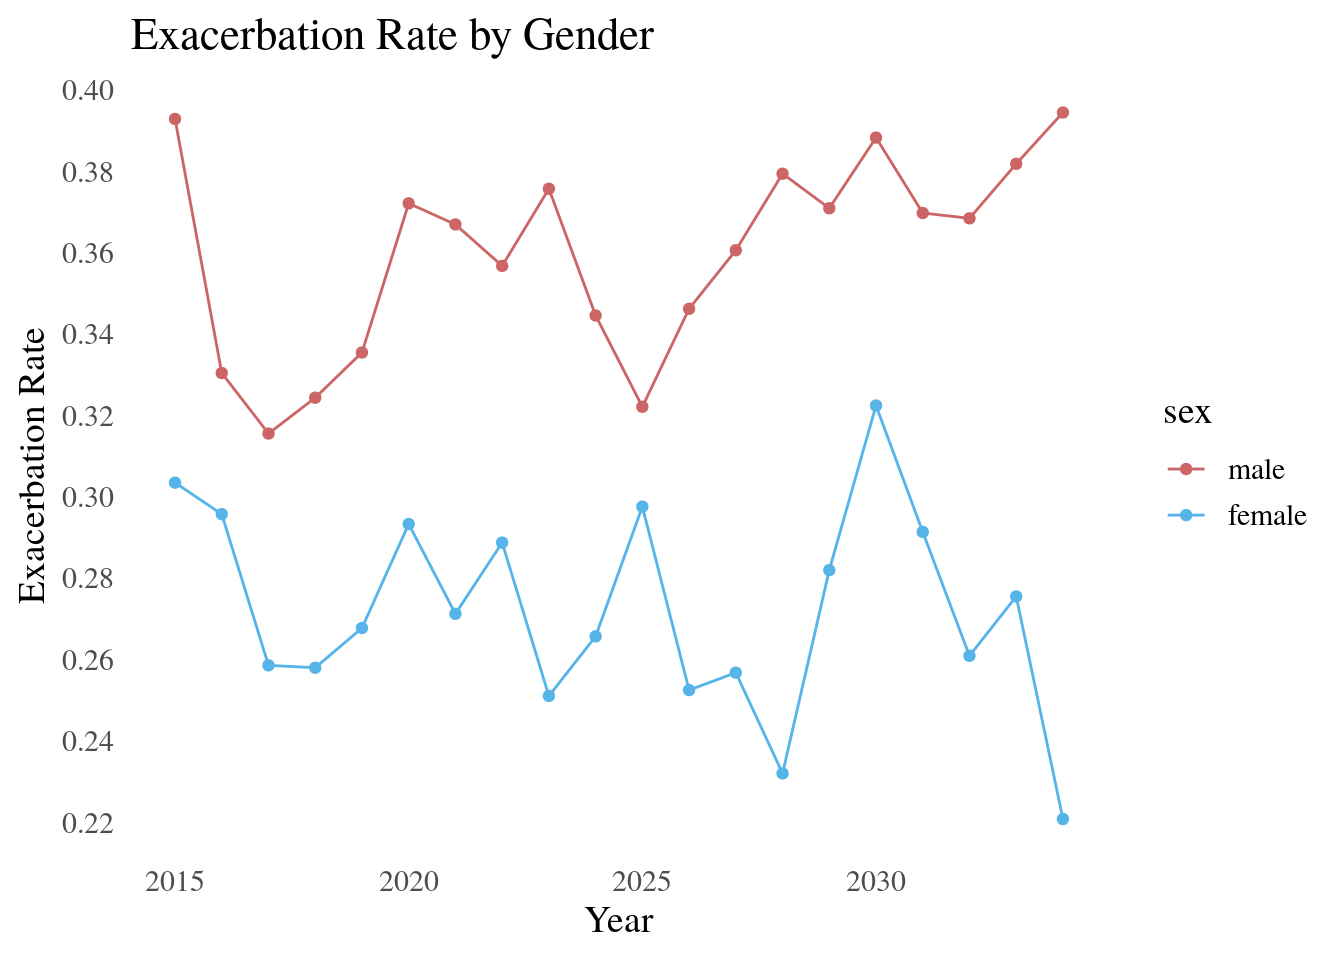 Exacerbation Rate by Gender
0.40
0.38
0.36
0.34
0.32
0.30
0.28
0.26
0.24
0.22
Exacerbation Rate
2015 2020 2025 2030
Year
sex
male
female